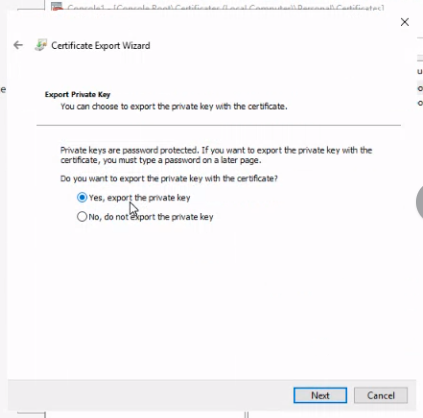 Console1 - [Console Root\Certificates (Local Computer)\Personal\Certificates]
Certificate Export Wizard
Export Private Key
You can choose to export the private key with the certificate.
Private keys are password protected. If you want to export the private key with the
certificate, you must type a password on a later page.
Do you want to export the private key with the certificate?
Yes, export the private key
No, do not export the private key
Next
Cancel